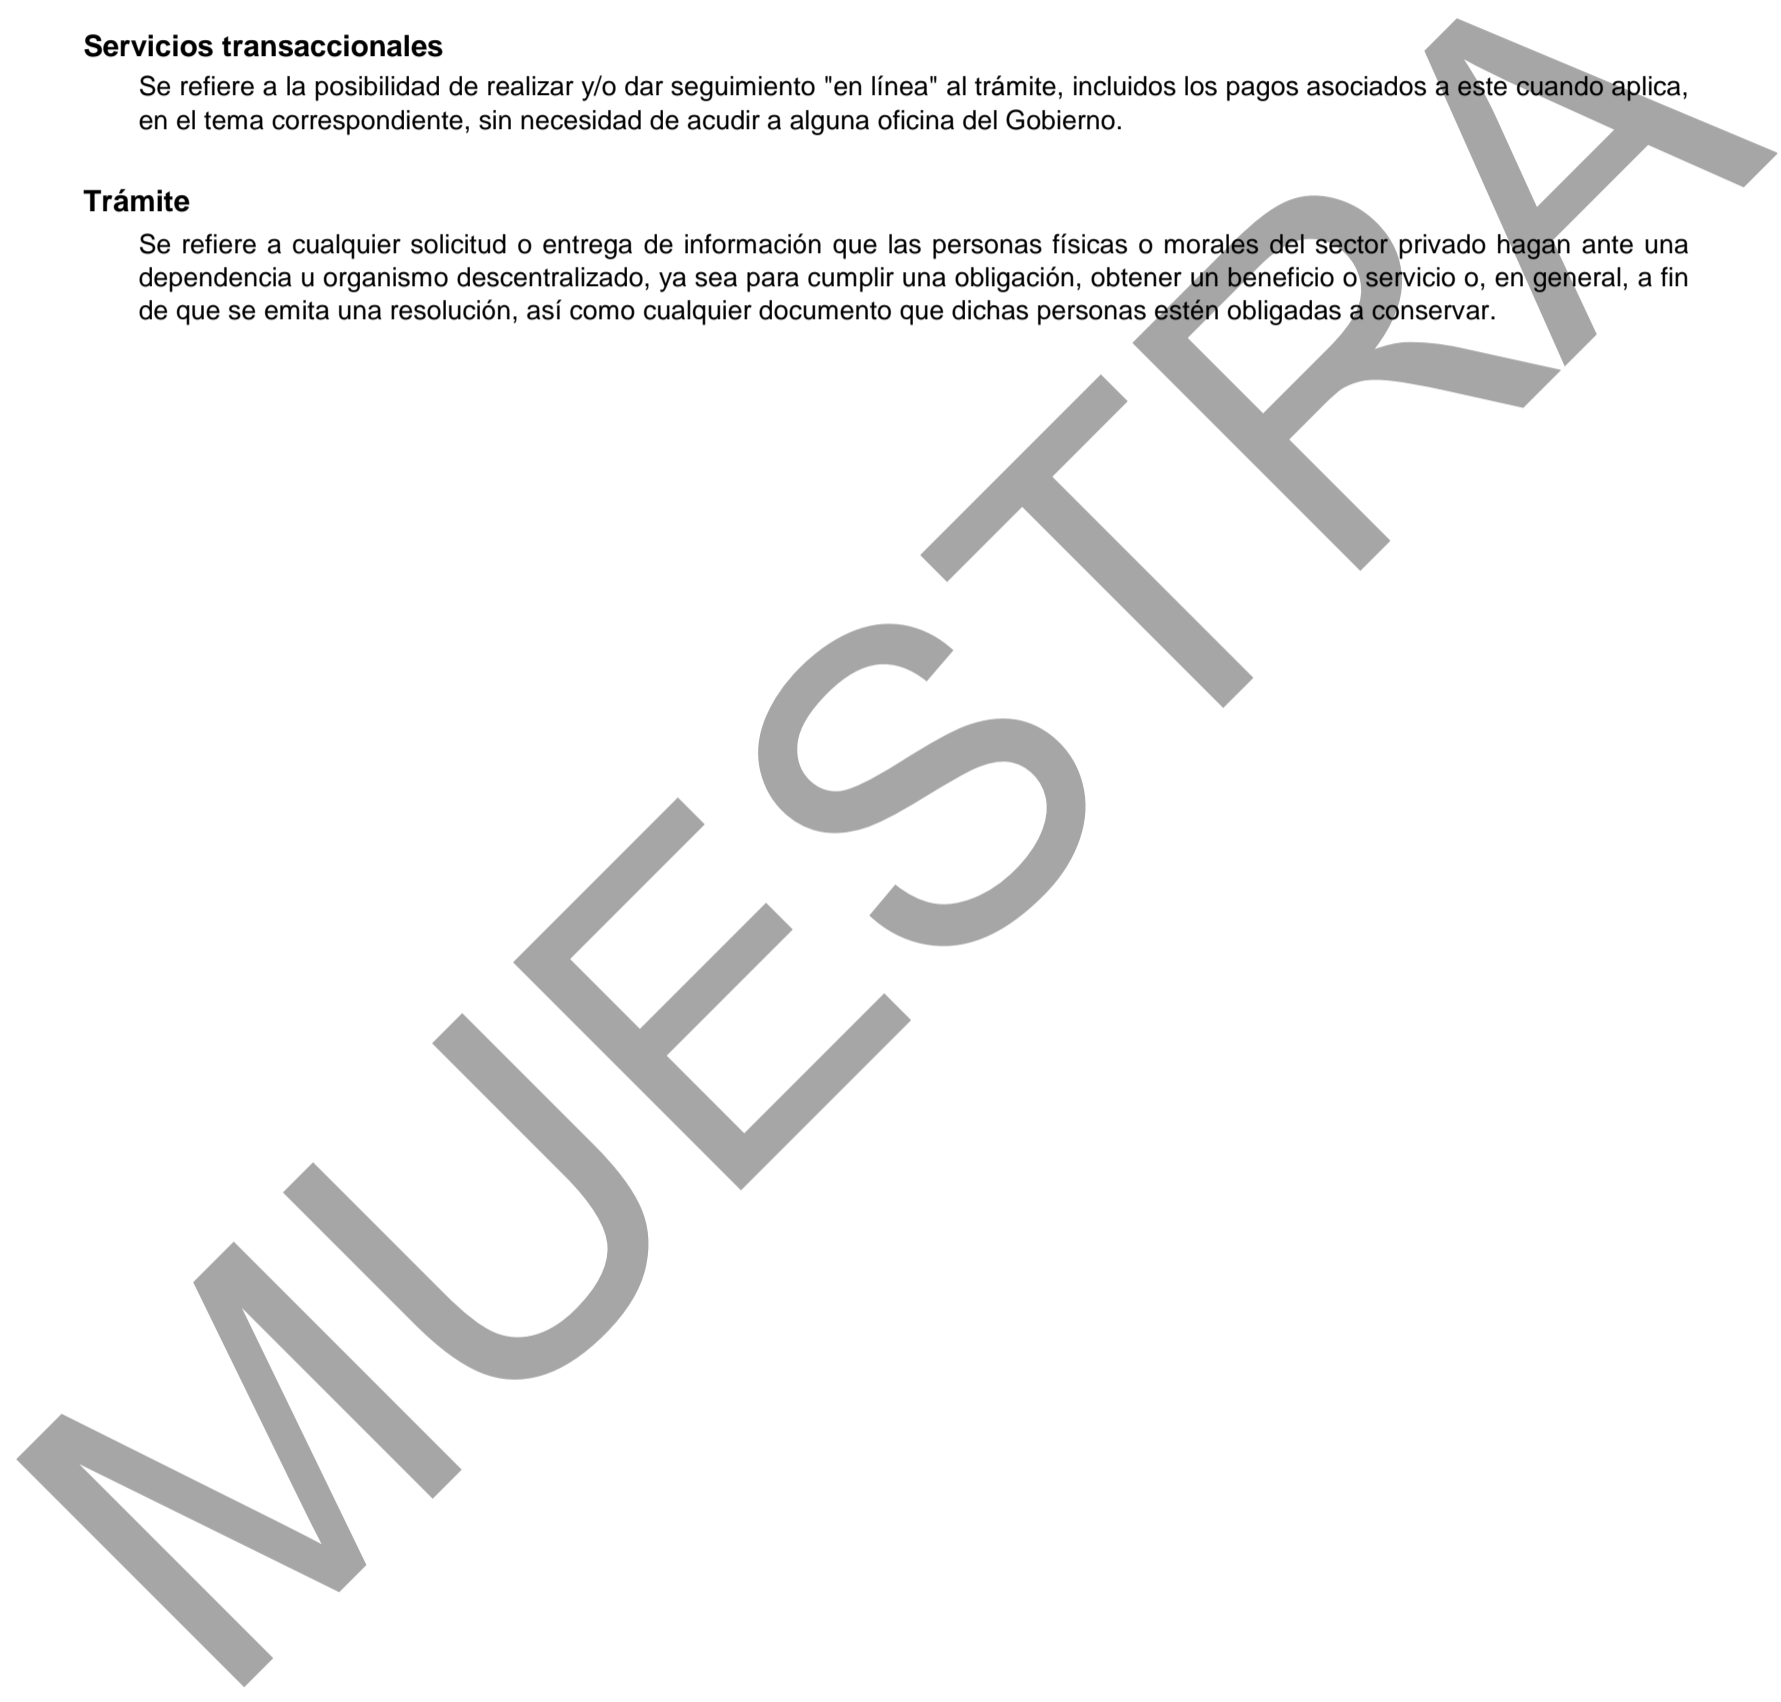 Servicios transaccionales
Se refiere a la posibilidad de realizar y/o dar seguimiento "en línea" al trámite, incluidos los pagos asociados a este cuando aplica,
en el tema correspondiente, sin necesidad de acudir a alguna oficina del Gobierno.
Trámite
Se refiere a cualquier solicitud o entrega de información que las personas físicas o morales del sector privado hagan ante una
dependencia u organismo descentralizado, ya sea para cumplir una obligación, obtener un beneficio o servicio o, en general, a fin
de que se emita una resolución, así como cualquier documento que dichas personas estén obligadas a conservar.
MUESTRA